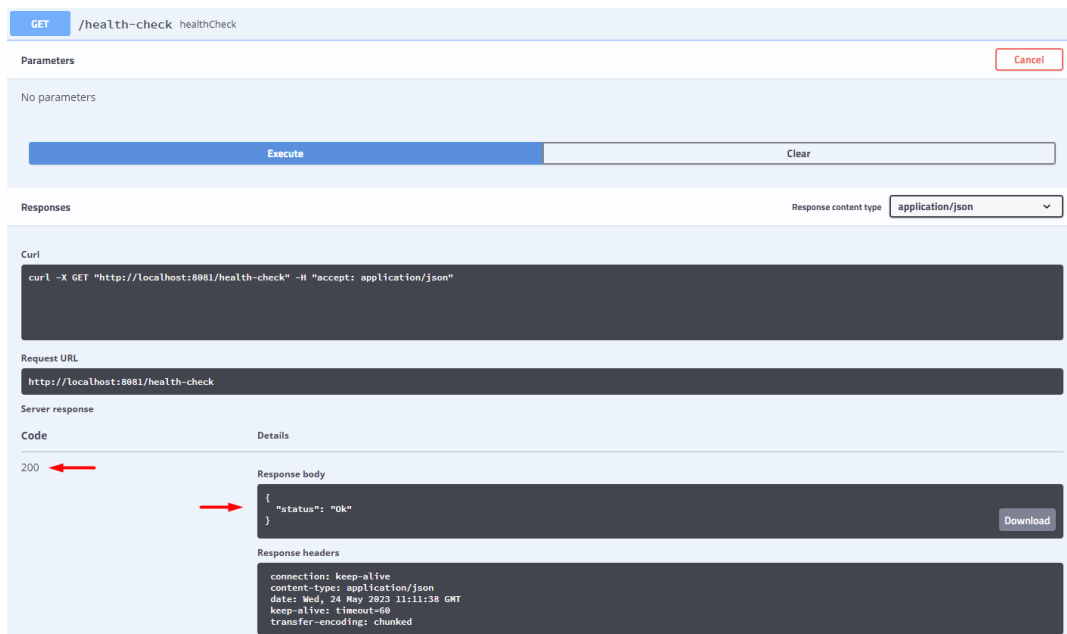 GET /health-check healthCheck
Parameters
Cancel
No parameters
Execute
Clear
Responses
Response content type
application/json
Curl
curl -X GET "http://localhost:8081/health-check" -H "accept: application/json"
Request URL
http://localhost:8081/health-check
Server response
Code
Details
200
Response body
{
"status": "Ok"
}
Download
Response headers
connection: keep-alive
content-type: application/json
date: Wed, 24 May 2023 11:11:38 GMT
keep-alive: timeout=60
transfer-encoding: chunked